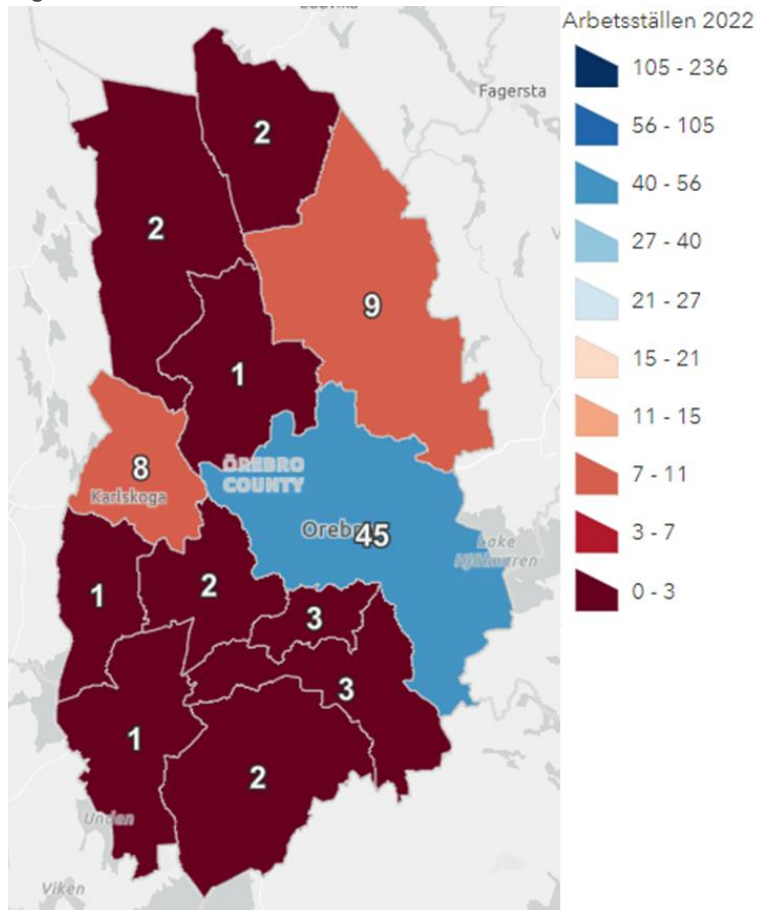 Arbetsställen 2022
105 - 236
56 - 105
40 - 56
27 - 40
21 - 27
15 - 21
11 - 15
7 - 11
3 - 7
0 - 3
Fagersta
2
2
9
1
ÖREBRO
COUNTY
8
Karlskoga
45
Lake
1
2
3
3
1
2
Unden
Viken